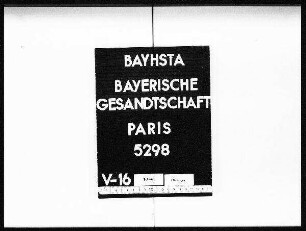 BAYHSTA
BAYERISCHE
GESANDTSCHAFT
PARIS
5298
V-16